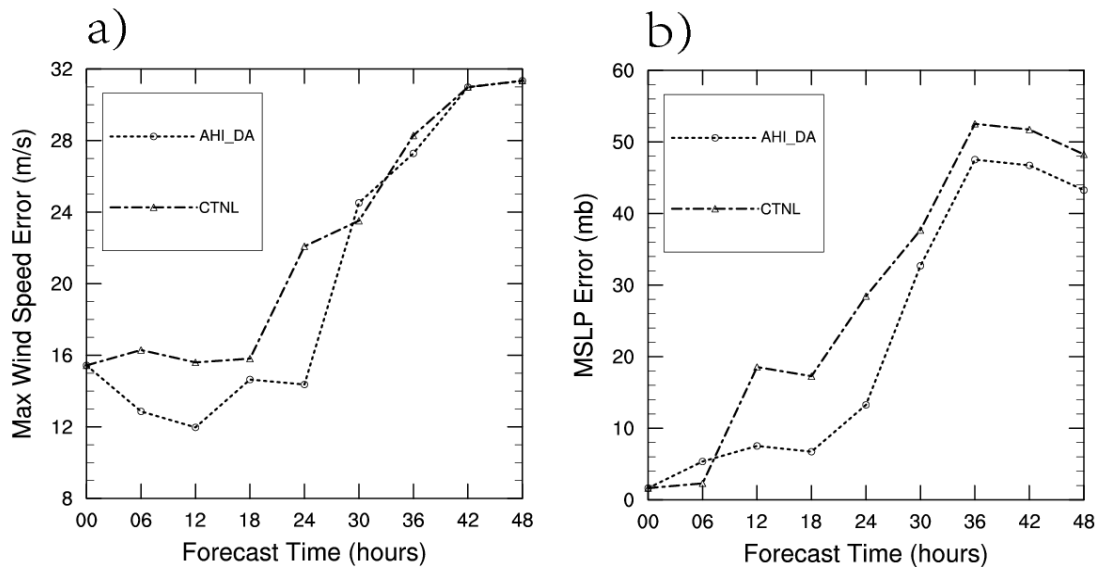 a)
Max Wind Speed Error (m/s)
32
28
24
20
16
12
8
AHI_DA
CTNL
00 06 12 18 24 30 36 42 48
Forecast Time (hours)
b)
MSLP Error (mb)
60
50
40
30
20
10
0
AHI_DA
CTNL
00 06 12 18 24 30 36 42 48
Forecast Time (hours)